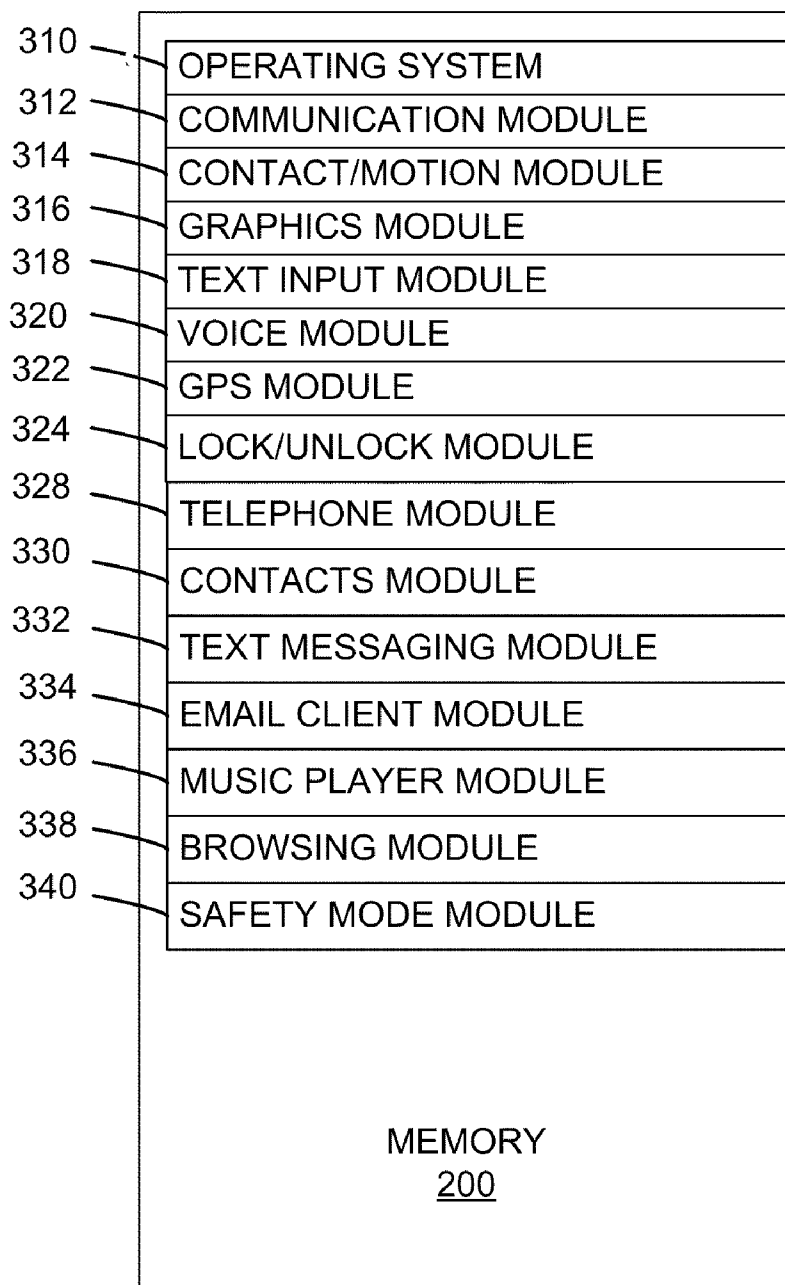 310 OPERATING SYSTEM
312 COMMUNICATION MODULE
314 CONTACT/MOTION MODULE
316 GRAPHICS MODULE
318 TEXT INPUT MODULE
320 VOICE MODULE
322 GPS MODULE
324 LOCK/UNLOCK MODULE
328 TELEPHONE MODULE
330 CONTACTS MODULE
332 TEXT MESSAGING MODULE
334 EMAIL CLIENT MODULE
336 MUSIC PLAYER MODULE
338 BROWSING MODULE
340 SAFETY MODE MODULE
MEMORY
200